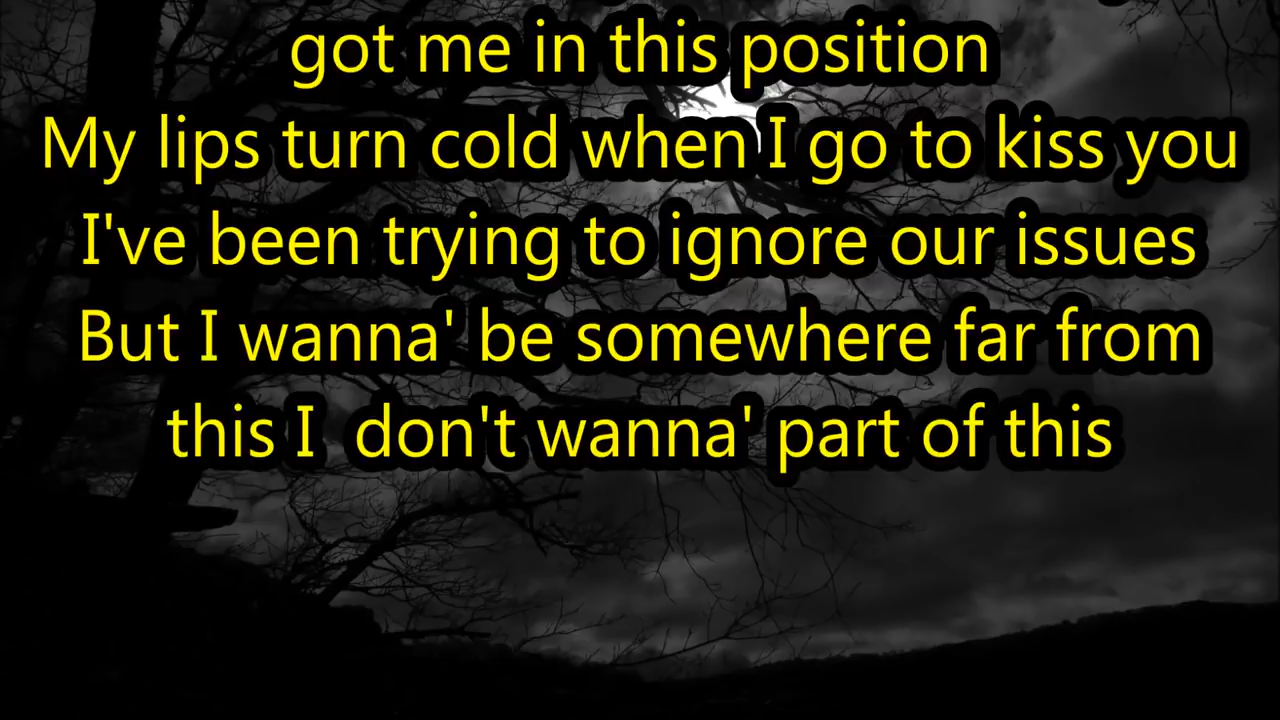 got me in this position
My lips turn cold when I go to kiss you
I've been trying to ignore our issues
But I wanna' be somewhere far from
this I  don't wanna' part of this